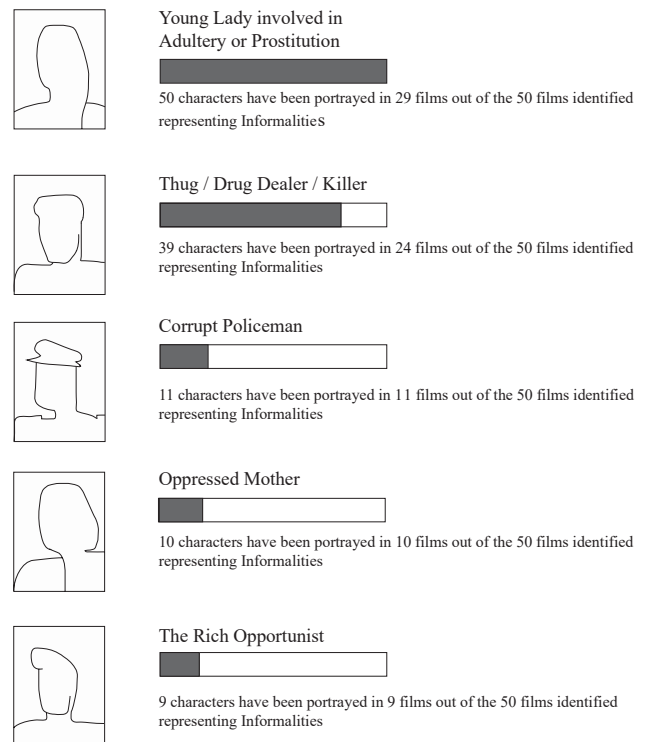 Young Lady involved in
Adultery or Prostitution
50 characters have been portrayed in 29 films out of the 50 films identified
representing Informalities
Thug / Drug Dealer / Killer
39 characters have been portrayed in 24 films out of the 50 films identified
representing Informalities
Corrupt Policeman
11 characters have been portrayed in 11 films out of the 50 films identified
representing Informalities
Oppressed Mother
10 characters have been portrayed in 10 films out of the 50 films identified
representing Informalities
The Rich Opportunist
9 characters have been portrayed in 9 films out of the 50 films identified
representing Informalities